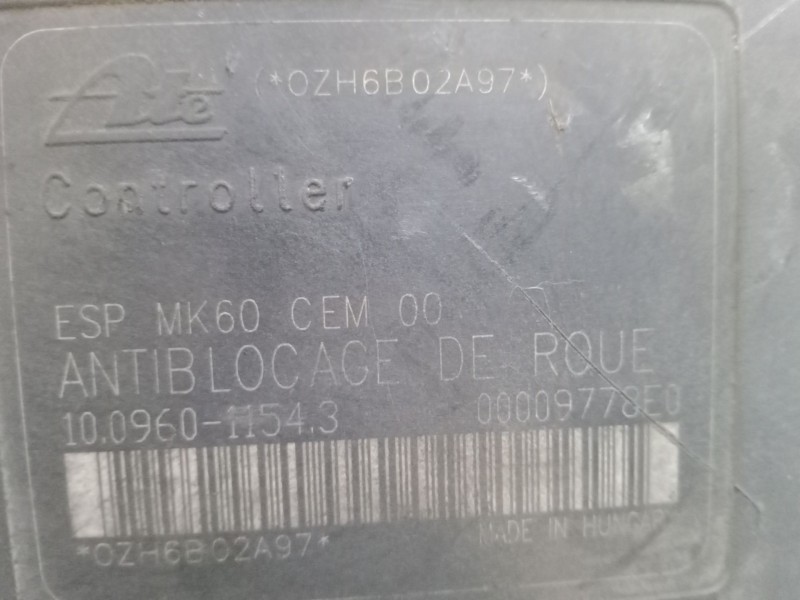 Ate (*OZH6B02A97*)
Controller
ESP MK60 CEM 00
ANTIBLOCAGE DE ROUE
10.0960-1154.3 00009778E0
*OZH6B02A97* MADE IN HUNGARY